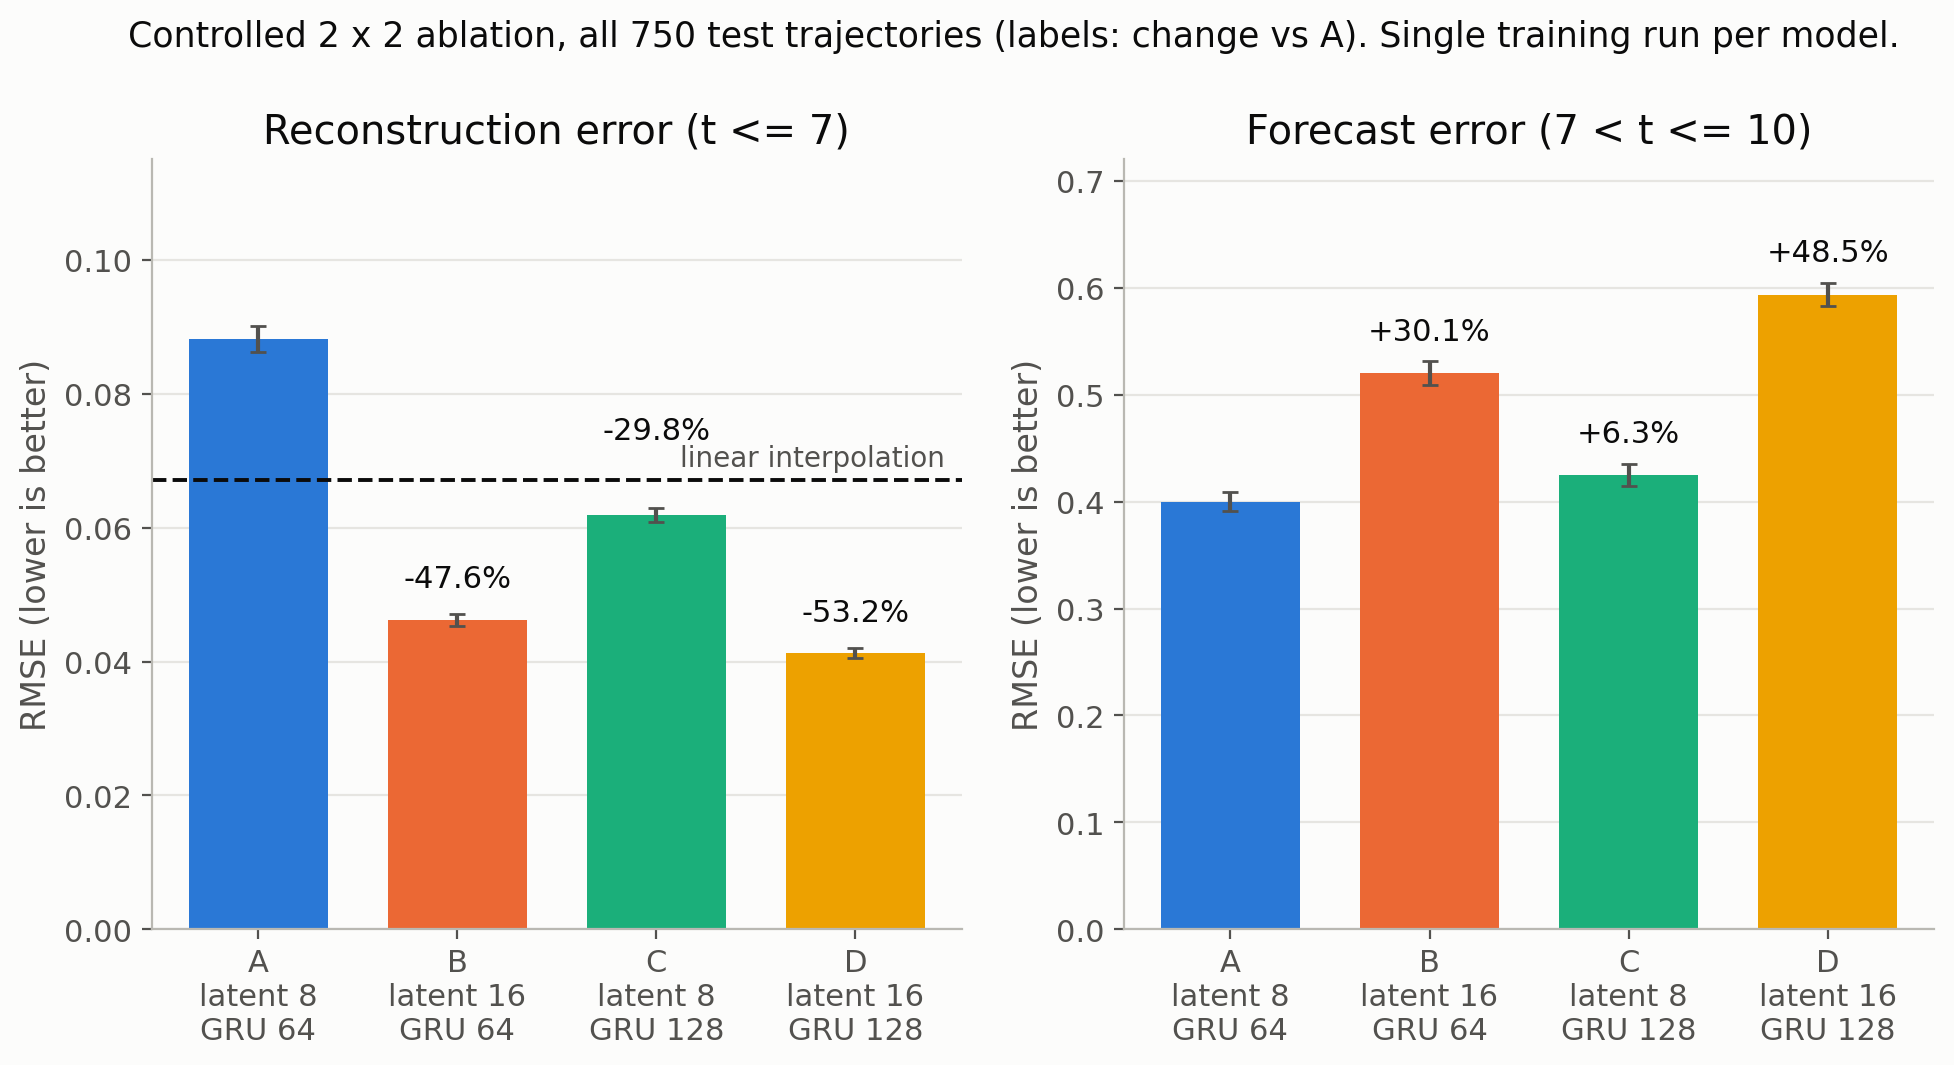 Controlled 2 x 2 ablation, all 750 test trajectories (labels: change vs A). Single training run per model.
Reconstruction error (t <= 7)
RMSE (lower is better)
0.10
0.08
0.06
0.04
0.02
0.00
-47.6%
-29.8%
linear interpolation
-53.2%
A
latent 8
GRU 64
B
latent 16
GRU 64
C
latent 8
GRU 128
D
latent 16
GRU 128
Forecast error (7 < t <= 10)
RMSE (lower is better)
0.7
0.6
0.5
0.4
0.3
0.2
0.1
0.0
+30.1%
+6.3%
+48.5%
A
latent 8
GRU 64
B
latent 16
GRU 64
C
latent 8
GRU 128
D
latent 16
GRU 128